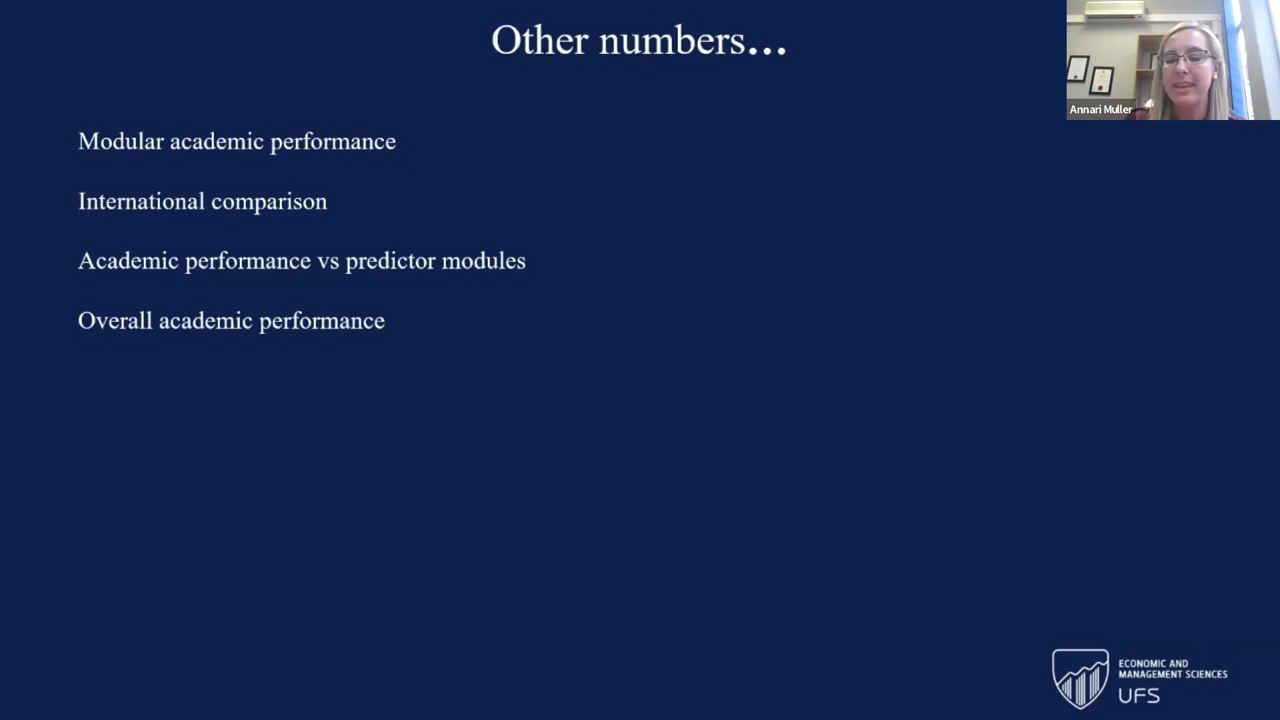 Other numbers...
Annari Muller
Modular academic performance
International comparison
Academic performance vs predictor modules
Overall academic performance
ECONOMIC AND
MANAGEMENT SCIENCES
UFS